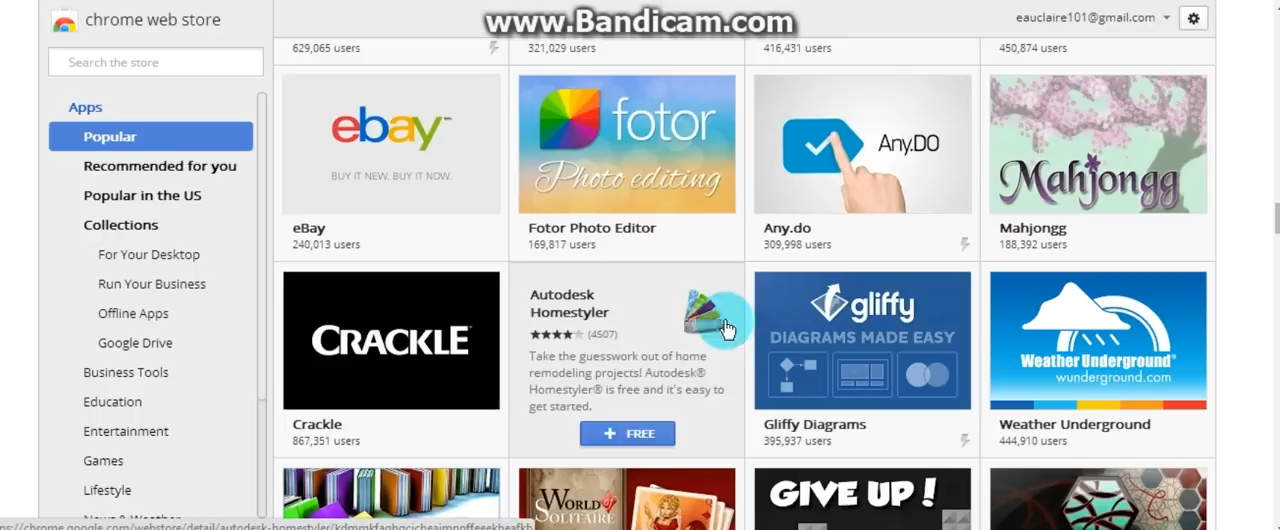 www.Bandicam.com
chrome web store
eauclaire101@gmail.com
Search the store
Apps
Popular
Recommended for you
Popular in the US
Collections
For Your Desktop
Run Your Business
Offline Apps
Google Drive
Business Tools
Education
Entertainment
Games
Lifestyle
629,065 users
321,029 users
416,431 users
450,874 users
ebay
BUY IT NEW. BUY IT NOW.
eBay
240,013 users
fotor
Photo editing
Fotor Photo Editor
169,817 users
Any.DO
Any.do
309,998 users
Mahjongg
Mahjongg
188,392 users
CRACKLE
Crackle
867,351 users
Autodesk
Homestyler
(4507)
Take the guesswork out of home
remodeling projects! Autodesk®
Homestyler® is free and it's easy to
get started.
+ FREE
gliffy
DIAGRAMS MADE EASY
Gliffy Diagrams
395,937 users
Weather Underground®
wunderground.com
Weather Underground
444,910 users
WORLD OF
SOLITAIRE
GIVE UP!